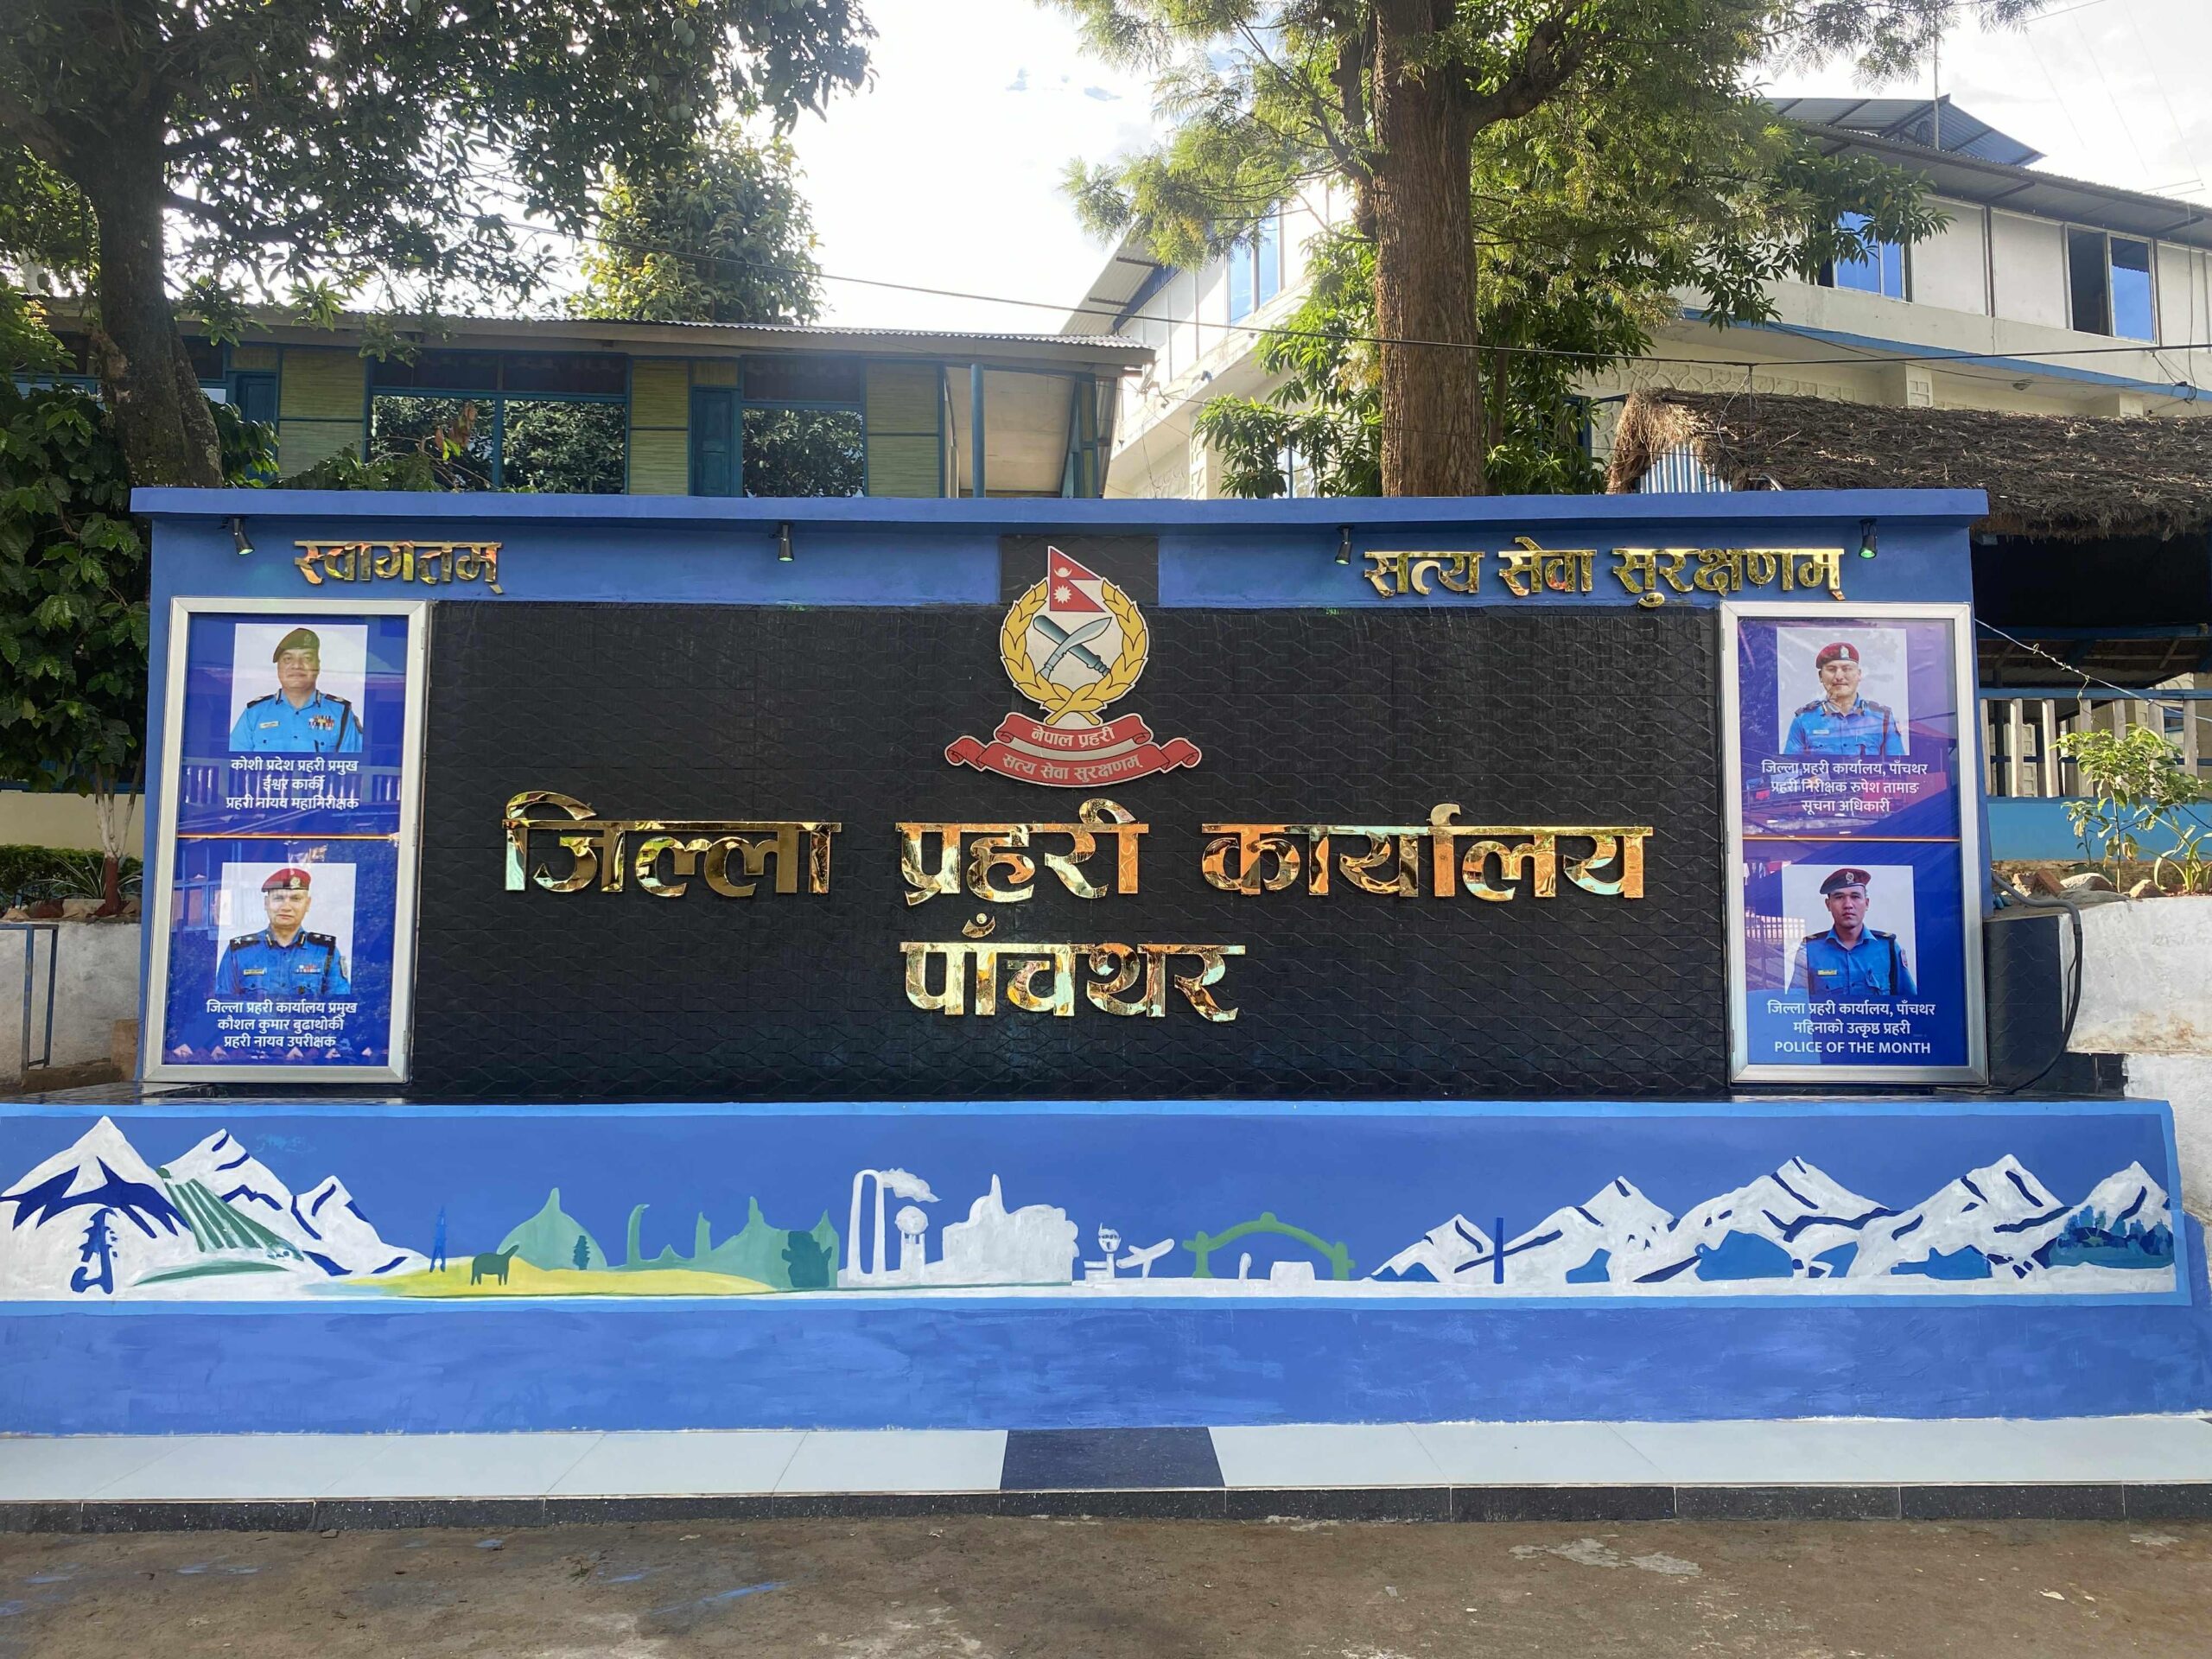 स्वागतम्
सत्य सेवा सुरक्षणम्
नेपाल प्रहरी
सत्य सेवा सुरक्षणम्
जिल्ला प्रहरी कार्यालय
पाँचथर
कोशी प्रदेश प्रहरी प्रमुख
ईश्वर कार्की
प्रहरी नायव महानिरीक्षक
जिल्ला प्रहरी कार्यालय प्रमुख
कौशल कुमार बुढाथोकी
प्रहरी नायव उपरीक्षक
जिल्ला प्रहरी कार्यालय, पाँचथर
प्रहरी निरीक्षक रुपेश तामाङ
सूचना अधिकारी
जिल्ला प्रहरी कार्यालय, पाँचथर
महिनाको उत्कृष्ठ प्रहरी
POLICE OF THE MONTH